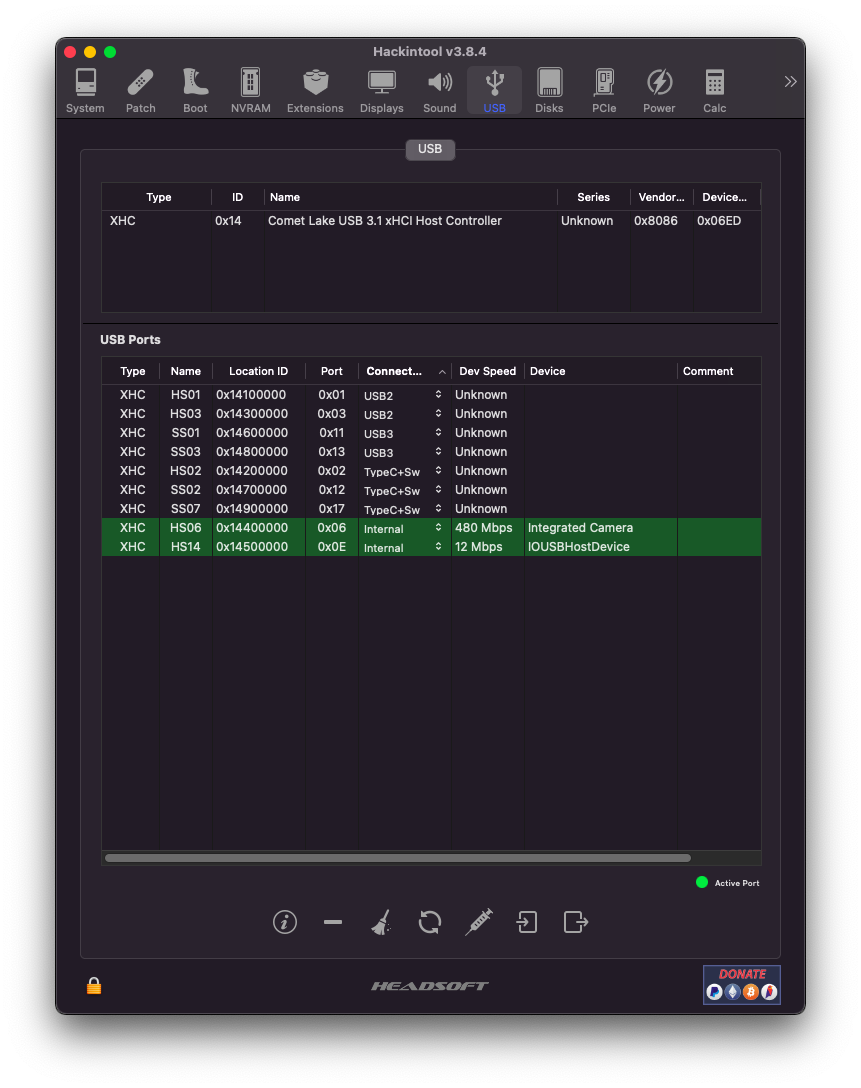 Hackintool v3.8.4
System Patch Boot NVRAM Extensions Displays Sound USB Disks PCIe Power Calc
USB
Type ID Name Series Vendor... Device...
XHC 0x14 Comet Lake USB 3.1 xHCI Host Controller Unknown 0x8086 0x06ED
USB Ports
Type Name Location ID Port Connect... Dev Speed Device Comment
XHC HS01 0x14100000 0x01 USB2 Unknown
XHC HS03 0x14300000 0x03 USB2 Unknown
XHC SS01 0x14600000 0x11 USB3 Unknown
XHC SS03 0x14800000 0x13 USB3 Unknown
XHC HS02 0x14200000 0x02 TypeC+Sw Unknown
XHC SS02 0x14700000 0x12 TypeC+Sw Unknown
XHC SS07 0x14900000 0x17 TypeC+Sw Unknown
XHC HS06 0x14400000 0x06 Internal 480 Mbps Integrated Camera
XHC HS14 0x14500000 0x0E Internal 12 Mbps IOUSBHostDevice
Active Port
HEADSOFT
DONATE